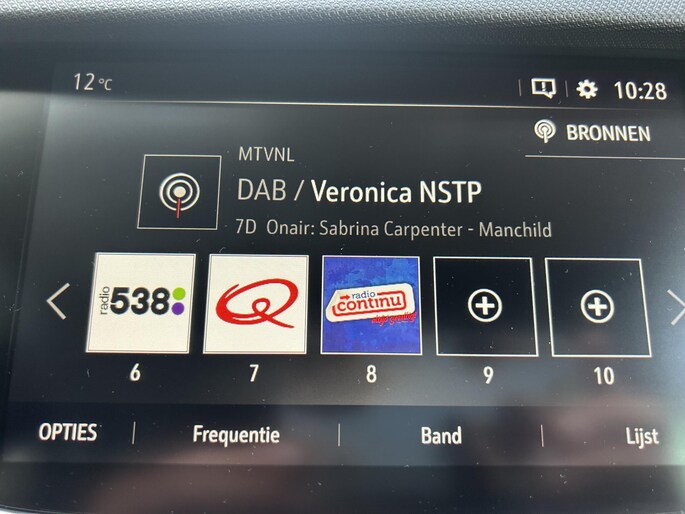 12 °C
10:28
BRONNEN
MTVNL
DAB / Veronica NSTP
7D Onair: Sabrina Carpenter - Manchild
radio 538
Q
radio
continu
6
7
8
9
10
OPTIES
Frequentie
Band
Lijst